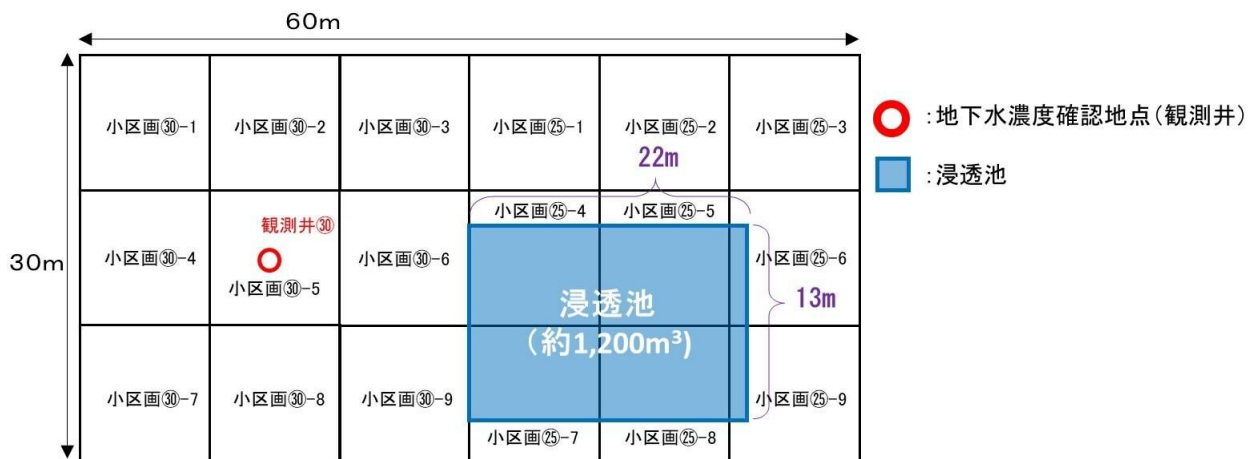 60m
30m
小区画㉚-1
小区画㉚-2
小区画㉚-3
小区画㉕-1
小区画㉕-2
小区画㉕-3
22m
小区画㉚-4
観測井㉚
小区画㉚-5
小区画㉚-6
小区画㉕-4
小区画㉕-5
小区画㉕-6
13m
浸透池
(約1,200m³)
小区画㉚-7
小区画㉚-8
小区画㉚-9
小区画㉕-7
小区画㉕-8
小区画㉕-9
:地下水濃度確認地点(観測井)
:浸透池